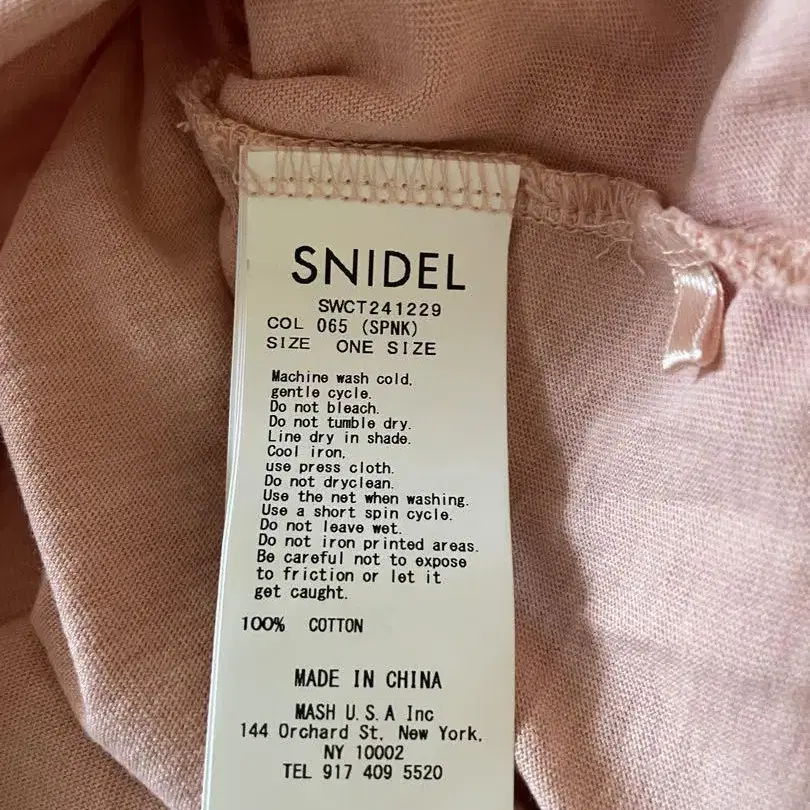 SNIDEL
SWCT241229
COL 065 (SPNK)
SIZE ONE SIZE
Machine wash cold,
gentle cycle.
Do not bleach.
Do not tumble dry.
Line dry in shade.
Cool iron,
use press cloth.
Do not dryclean.
Use the net when washing.
Use a short spin cycle.
Do not leave wet.
Do not iron printed areas.
Be careful not to expose
to friction or let it
get caught.
100% COTTON
MADE IN CHINA
MASH U.S.A Inc
144 Orchard St, New York,
NY 10002
TEL 917 409 5520